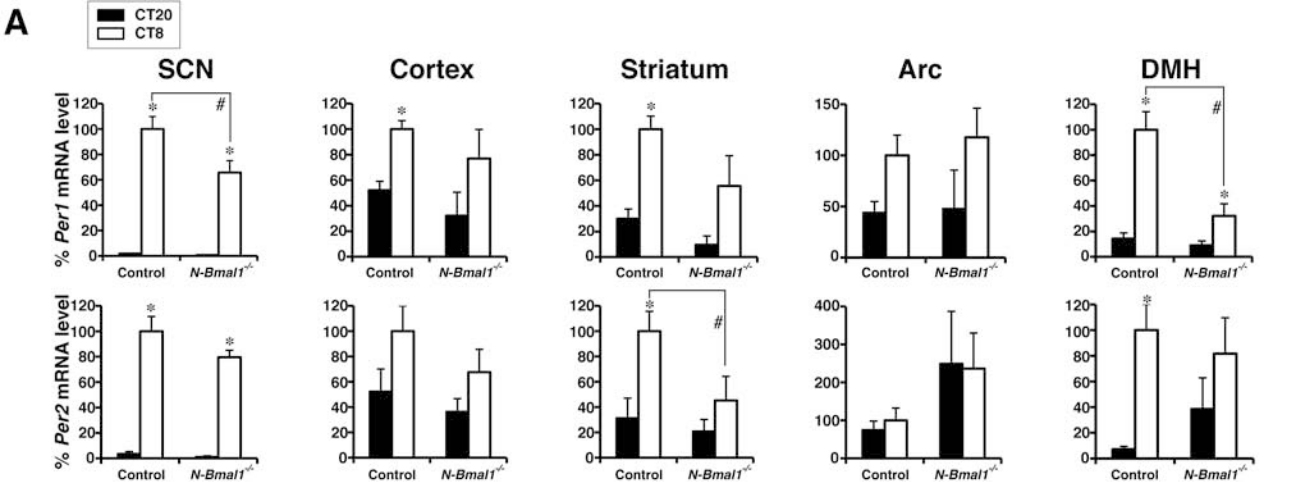 A
CT20
CT8
SCN Cortex Striatum Arc DMH
% Per1 mRNA level
120 100 80 60 40 20 0
* # *
Control N-Bmal1-/-
120 100 80 60 40 20 0
*
Control N-Bmal1-/-
120 100 80 60 40 20 0
*
Control N-Bmal1-/-
150 100 50 0
Control N-Bmal1-/-
120 100 80 60 40 20 0
* # *
Control N-Bmal1-/-
% Per2 mRNA level
120 100 80 60 40 20 0
* *
Control N-Bmal1-/-
120 100 80 60 40 20 0
Control N-Bmal1-/-
120 100 80 60 40 20 0
* #
Control N-Bmal1-/-
400 300 200 100 0
Control N-Bmal1-/-
120 100 80 60 40 20 0
*
Control N-Bmal1-/-